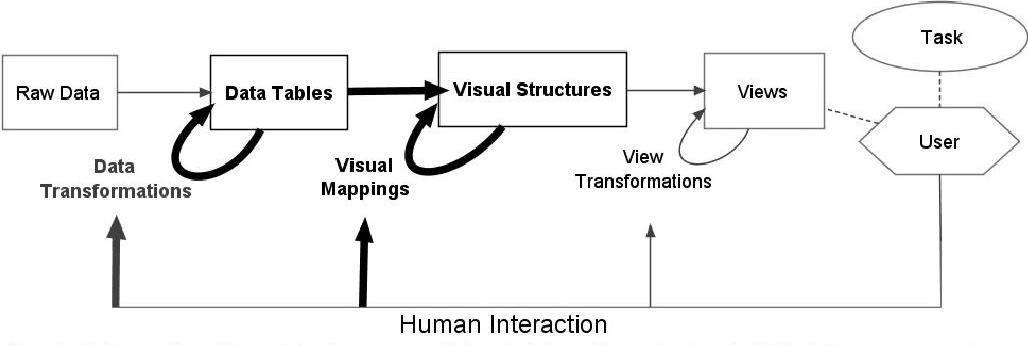 Task
Raw Data
Data Tables
Visual Structures
Views
User
Data
Transformations
Visual
Mappings
View
Transformations
Human Interaction